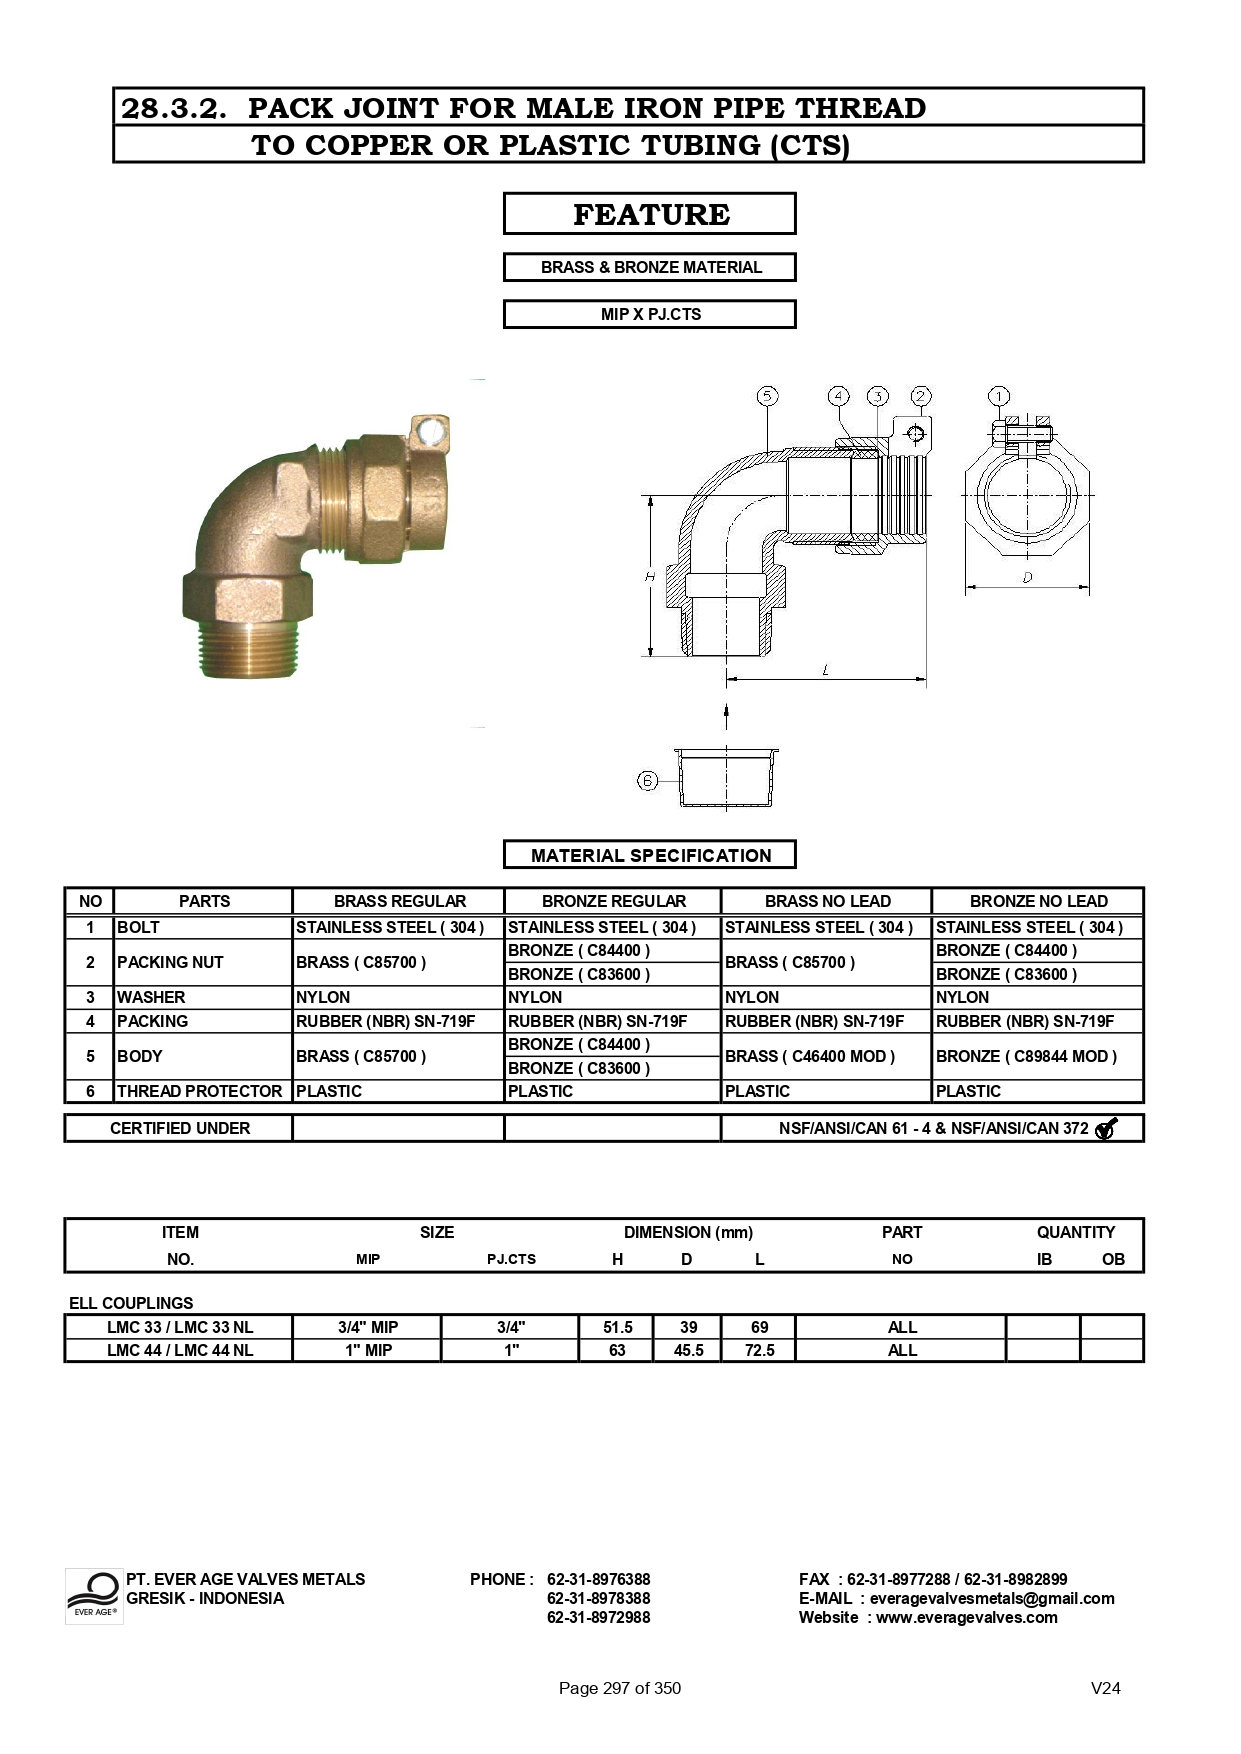 28.3.2. PACK JOINT FOR MALE IRON PIPE THREAD
TO COPPER OR PLASTIC TUBING (CTS)
FEATURE
BRASS & BRONZE MATERIAL
MIP X PJ.CTS
5 4 3 2 1
H
D
L
6
MATERIAL SPECIFICATION
NO PARTS BRASS REGULAR BRONZE REGULAR BRASS NO LEAD BRONZE NO LEAD
1 BOLT STAINLESS STEEL ( 304 ) STAINLESS STEEL ( 304 ) STAINLESS STEEL ( 304 ) STAINLESS STEEL ( 304 )
BRONZE ( C84400 ) BRONZE ( C84400 )
2 PACKING NUT BRASS ( C85700 ) BRASS ( C85700 )
BRONZE ( C83600 ) BRONZE ( C83600 )
3 WASHER NYLON NYLON NYLON NYLON
4 PACKING RUBBER (NBR) SN-719F RUBBER (NBR) SN-719F RUBBER (NBR) SN-719F RUBBER (NBR) SN-719F
BRONZE ( C84400 )
5 BODY BRASS ( C85700 ) BRASS ( C46400 MOD ) BRONZE ( C89844 MOD )
BRONZE ( C83600 )
6 THREAD PROTECTOR PLASTIC PLASTIC PLASTIC PLASTIC
CERTIFIED UNDER NSF/ANSI/CAN 61 - 4 & NSF/ANSI/CAN 372
ITEM SIZE DIMENSION (mm) PART QUANTITY
NO. MIP PJ.CTS H D L NO IB OB
ELL COUPLINGS
LMC 33 / LMC 33 NL 3/4" MIP 3/4" 51.5 39 69 ALL
LMC 44 / LMC 44 NL 1" MIP 1" 63 45.5 72.5 ALL
EVER AGE®
PT. EVER AGE VALVES METALS PHONE : 62-31-8976388 FAX : 62-31-8977288 / 62-31-8982899
GRESIK - INDONESIA 62-31-8978388 E-MAIL : everagevalvesmetals@gmail.com
62-31-8972988 Website : www.everagevalves.com
Page 297 of 350 V24